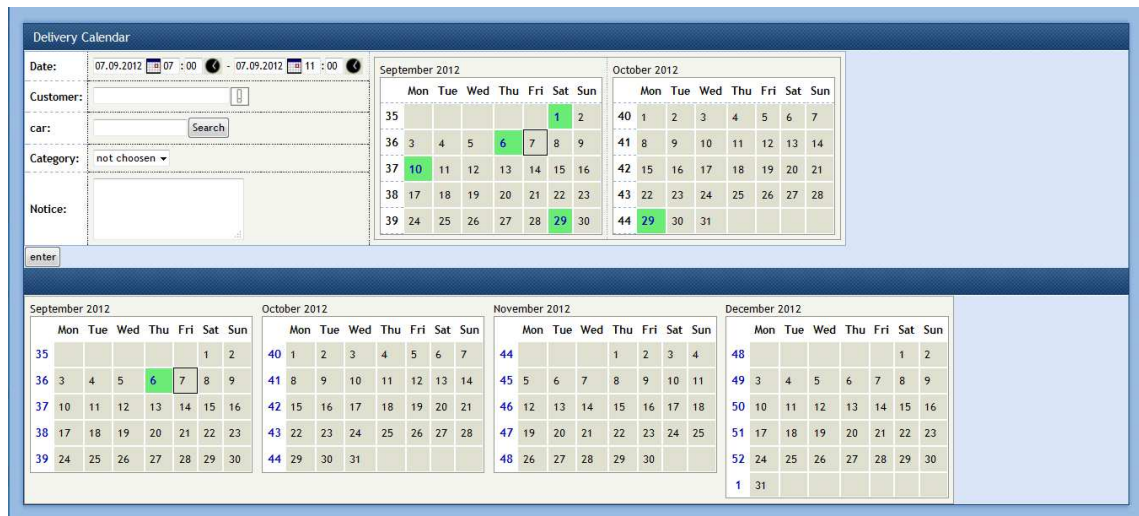 Delivery Calendar
Date: 07.09.2012 07 : 00 - 07.09.2012 11 : 00
Customer:
car: Search
Category: not choosen
Notice:
enter
September 2012
Mon Tue Wed Thu Fri Sat Sun
35 1 2
36 3 4 5 6 7 8 9
37 10 11 12 13 14 15 16
38 17 18 19 20 21 22 23
39 24 25 26 27 28 29 30
October 2012
Mon Tue Wed Thu Fri Sat Sun
40 1 2 3 4 5 6 7
41 8 9 10 11 12 13 14
42 15 16 17 18 19 20 21
43 22 23 24 25 26 27 28
44 29 30 31
September 2012
Mon Tue Wed Thu Fri Sat Sun
35 1 2
36 3 4 5 6 7 8 9
37 10 11 12 13 14 15 16
38 17 18 19 20 21 22 23
39 24 25 26 27 28 29 30
October 2012
Mon Tue Wed Thu Fri Sat Sun
40 1 2 3 4 5 6 7
41 8 9 10 11 12 13 14
42 15 16 17 18 19 20 21
43 22 23 24 25 26 27 28
44 29 30 31
November 2012
Mon Tue Wed Thu Fri Sat Sun
44 1 2 3 4
45 5 6 7 8 9 10 11
46 12 13 14 15 16 17 18
47 19 20 21 22 23 24 25
48 26 27 28 29 30
December 2012
Mon Tue Wed Thu Fri Sat Sun
48 1 2
49 3 4 5 6 7 8 9
50 10 11 12 13 14 15 16
51 17 18 19 20 21 22 23
52 24 25 26 27 28 29 30
1 31